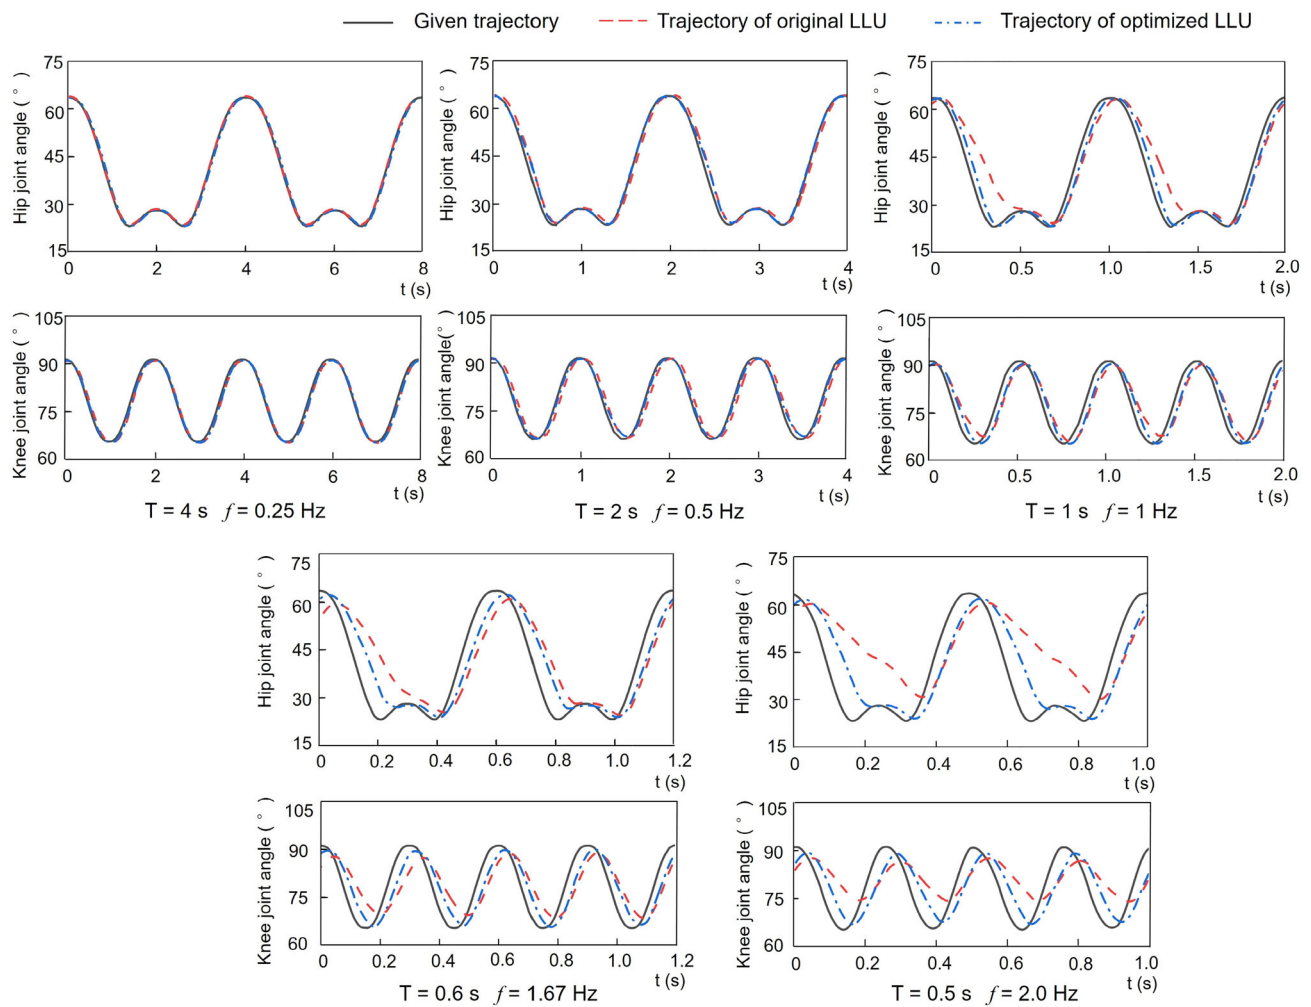 Given trajectory Trajectory of original LLU Trajectory of optimized LLU
Hip joint angle ( ° )
75
60
45
30
15
0 2 4 6 8
t (s)
Hip joint angle ( ° )
75
60
45
30
15
0 1 2 3 4
t (s)
Hip joint angle ( ° )
75
60
45
30
15
0 0.5 1.0 1.5 2.0
t (s)
Knee joint angle ( ° )
105
90
75
60
0 2 4 6 8
t (s)
Knee joint angle(°)
105
90
75
60
0 1 2 3 4
t (s)
Knee joint angle ( ° )
105
90
75
60
0 0.5 1.0 1.5 2.0
t (s)
T = 4 s f = 0.25 Hz
T = 2 s f = 0.5 Hz
T = 1 s f = 1 Hz
Hip joint angle ( ° )
75
60
45
30
15
0 0.2 0.4 0.6 0.8 1.0 1.2
t (s)
Hip joint angle ( ° )
75
60
45
30
15
0 0.2 0.4 0.6 0.8 1.0
t (s)
Knee joint angle ( ° )
105
90
75
60
0 0.2 0.4 0.6 0.8 1.0 1.2
t (s)
Knee joint angle ( ° )
105
90
75
60
0 0.2 0.4 0.6 0.8 1.0
t (s)
T = 0.6 s f = 1.67 Hz
T = 0.5 s f = 2.0 Hz